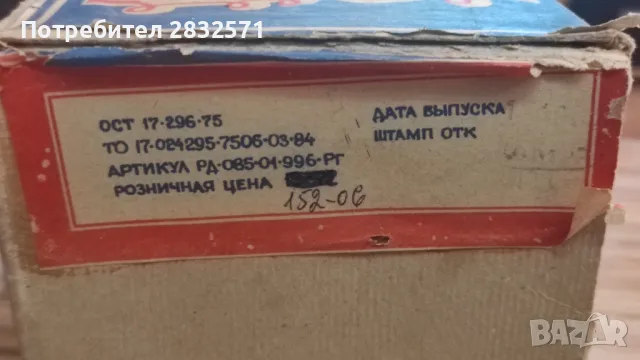 Потребител 2832571
ОСТ 17-296-75
ТО 17-024295-7506-03-84
АРТИКУЛ РД-085-01-996-РГ
РОЗНИЧНАЯ ЦЕНА
152-06
ДАТА ВЫПУСКА
ШТАМП ОТК
BAZAR